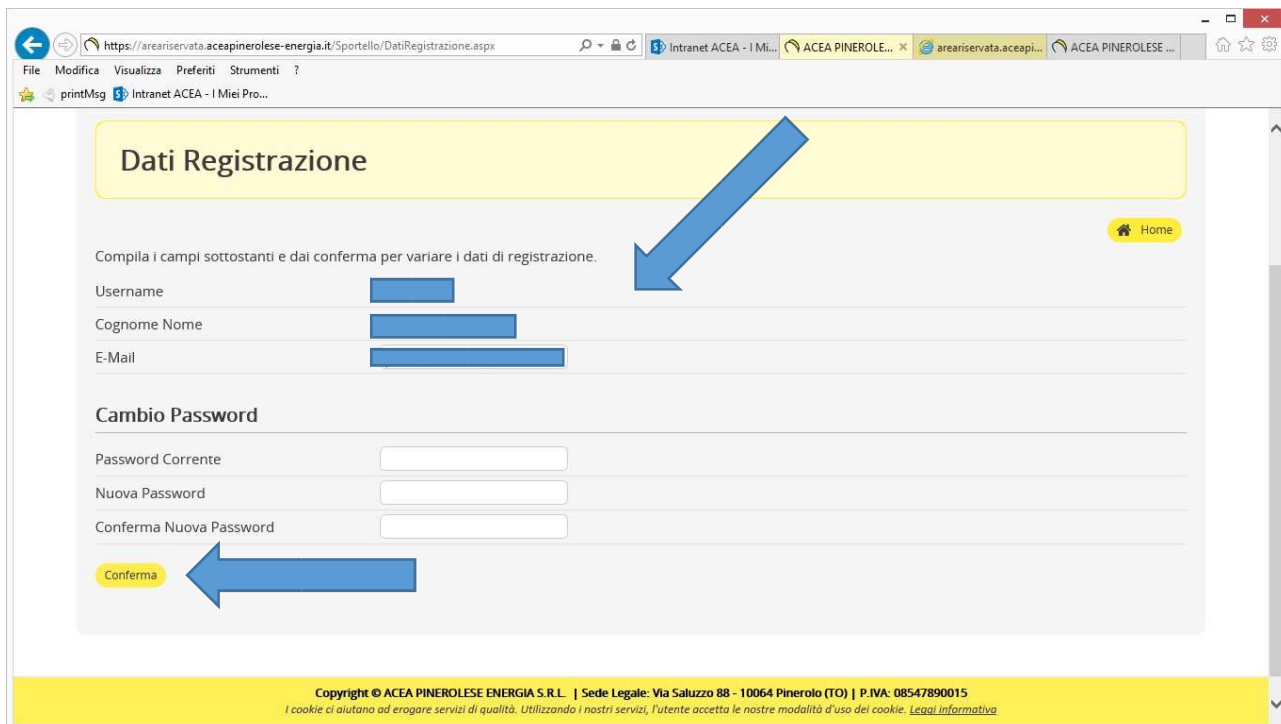 https://areariservata.aceapinerolese-energia.it/Sportello/DatiRegistrazione.aspx
Intranet ACEA - I Mi...
ACEA PINEROLE...
areariservata.aceapi...
ACEA PINEROLESE ...
File Modifica Visualizza Preferiti Strumenti ?
printMsg Intranet ACEA - I Miei Pro...
Dati Registrazione
Home
Compila i campi sottostanti e dai conferma per variare i dati di registrazione.
Username
Cognome Nome
E-Mail
Cambio Password
Password Corrente
Nuova Password
Conferma Nuova Password
Conferma
Copyright © ACEA PINEROLESE ENERGIA S.R.L. | Sede Legale: Via Saluzzo 88 - 10064 Pinerolo (TO) | P.IVA: 08547890015
I cookie ci aiutano ad erogare servizi di qualità. Utilizzando i nostri servizi, l'utente accetta le nostre modalità d'uso dei cookie. Leggi informativa